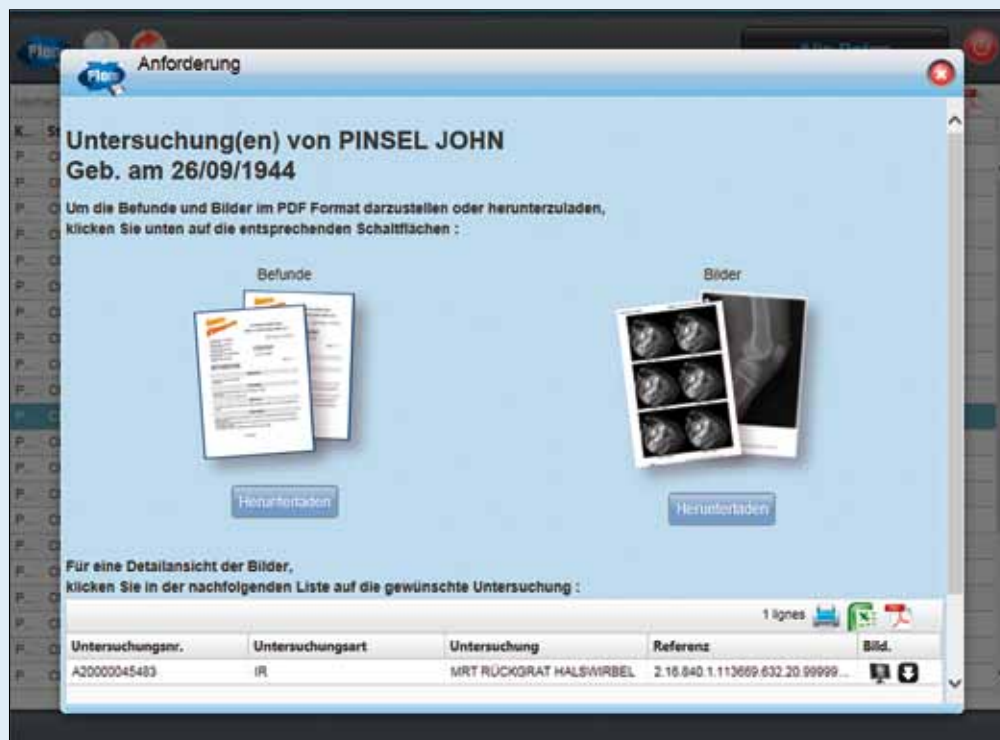 Anforderung
Untersuchung(en) von PINSEL JOHN
Geb. am 26/09/1944
Um die Befunde und Bilder im PDF Format darzustellen oder herunterzuladen,
klicken Sie unten auf die entsprechenden Schaltflächen :
Befunde Bilder
Herunterladen Herunterladen
Für eine Detailansicht der Bilder,
klicken Sie in der nachfolgenden Liste auf die gewünschte Untersuchung :
1 lignes
Untersuchungsnr. Untersuchungsart Untersuchung Referenz Bild.
A20000045483 IR MRT RÜCKGRAT HALSWIRBEL 2.16.840.1.113669.632.20.99999...